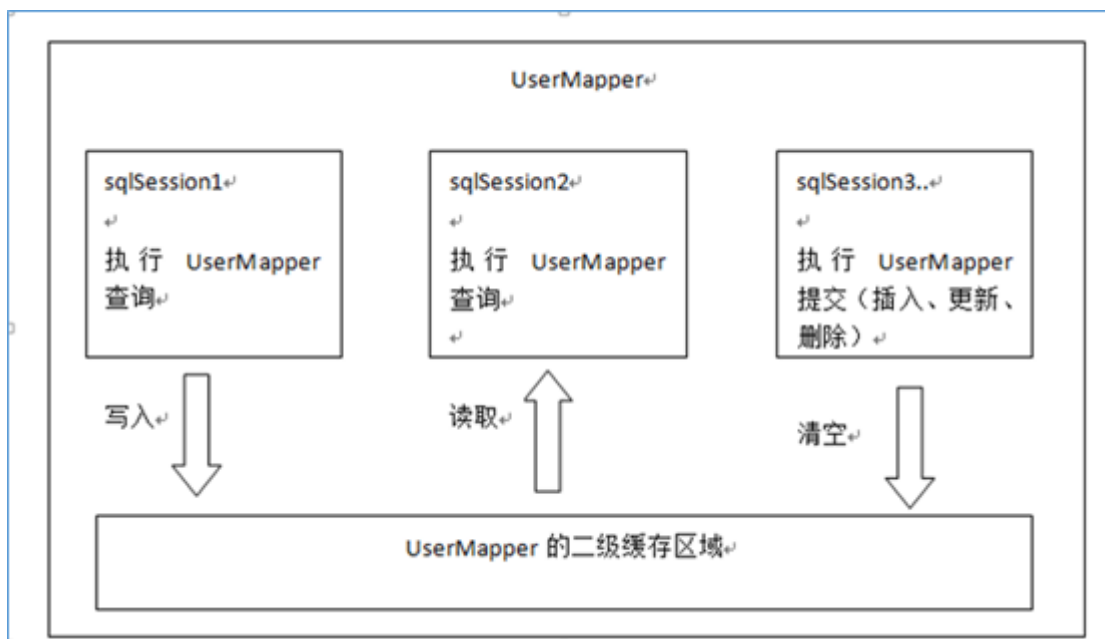 UserMapper↵
sqlSession1↵
↵
执行 UserMapper
查询↵
sqlSession2↵
↵
执行 UserMapper
查询↵
↵
sqlSession3..↵
↵
执行 UserMapper
提交（插入、更新、
删除）↵
写入↵
读取↵
清空↵
UserMapper 的二级缓存区域↵